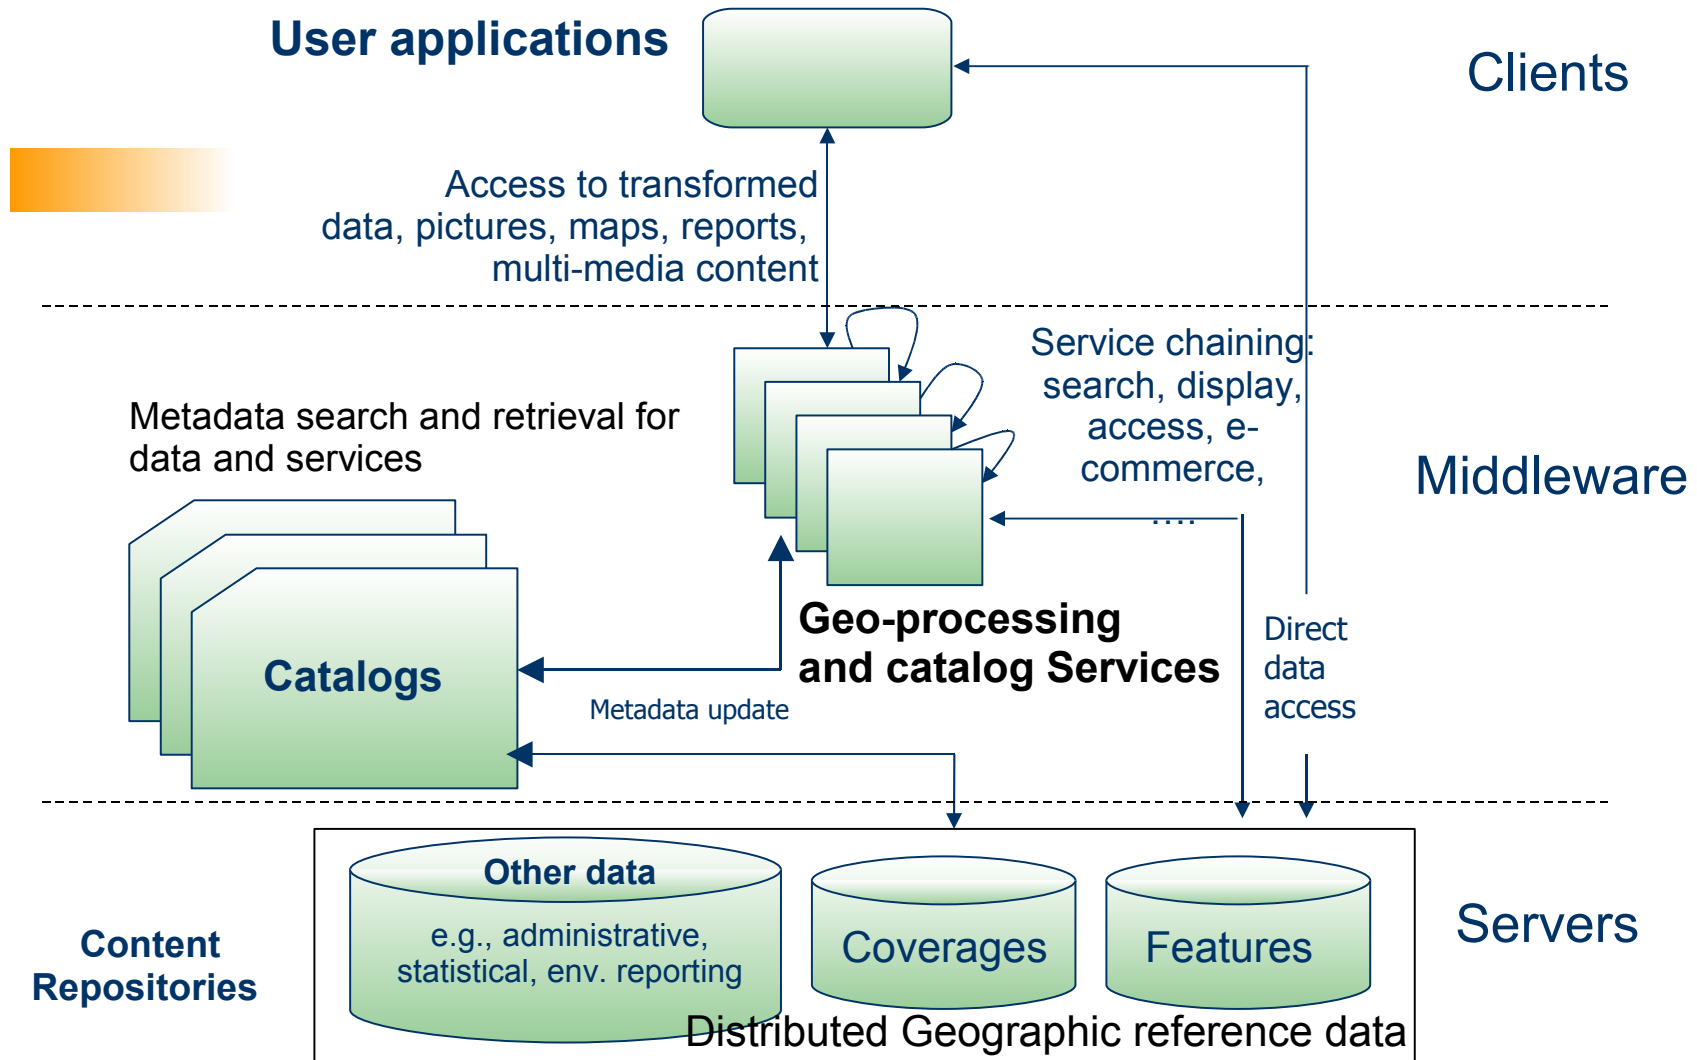 User applications
Clients
Access to transformed
data, pictures, maps, reports,
multi-media content
Service chaining:
search, display,
access, e-
commerce,
....
Metadata search and retrieval for
data and services
Middleware
Geo-processing
and catalog Services
Catalogs
Direct
data
access
Metadata update
Other data
e.g., administrative,
statistical, env. reporting
Coverages
Features
Servers
Content
Repositories
Distributed Geographic reference data